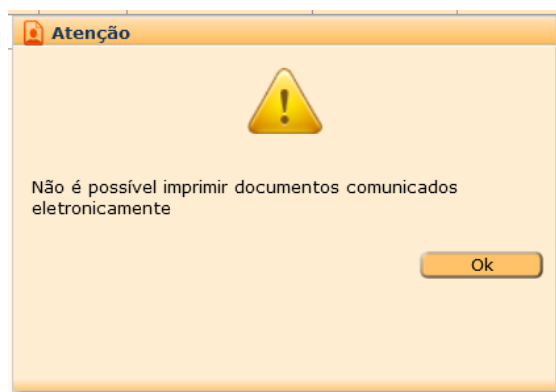 Atenção
Não é possível imprimir documentos comunicados
eletronicamente
Ok